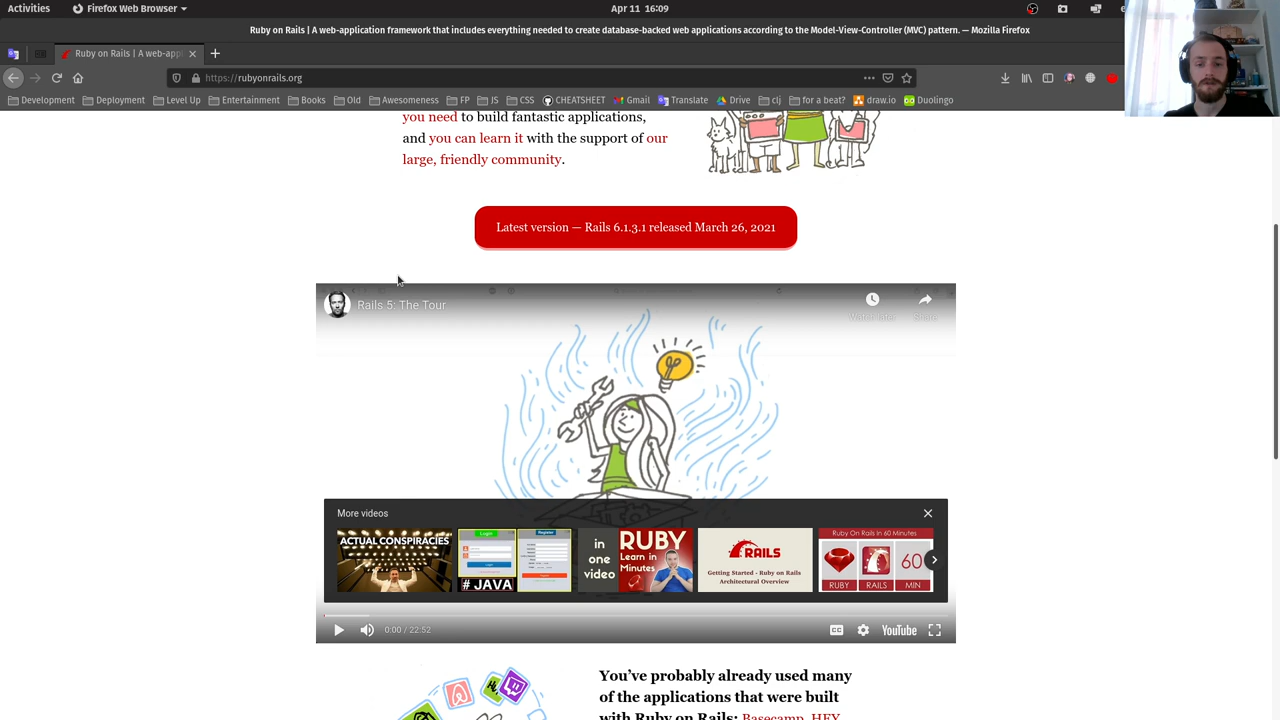 Activities
Firefox Web Browser
Apr 11 16:09
Ruby on Rails | A web-application framework that includes everything needed to create database-backed web applications according to the Model-View-Controller (MVC) pattern. — Mozilla Firefox
Ruby on Rails | A web-app
https://rubyonrails.org
Development Deployment Level Up Entertainment Books Old Awesomeness FP JS CSS CHEATSHEET Gmail Translate Drive clj for a beat? draw.io Duolingo
you need to build fantastic applications,
and you can learn it with the support of our
large, friendly community.
Latest version — Rails 6.1.3.1 released March 26, 2021
Rails 5: The Tour
Watch later
Share
More videos
ACTUAL CONSPIRACIES
Login
Register
# JAVA
in
one
video
RUBY
Learn in
Minutes
RAILS
Getting Started - Ruby on Rails
Architectural Overview
Ruby On Rails in 60 Minutes
60
RUBY RAILS MIN
0:00 / 22:52
CC
YouTube
You've probably already used many
of the applications that were built
with Ruby on Rails: Basecamp, HEY,